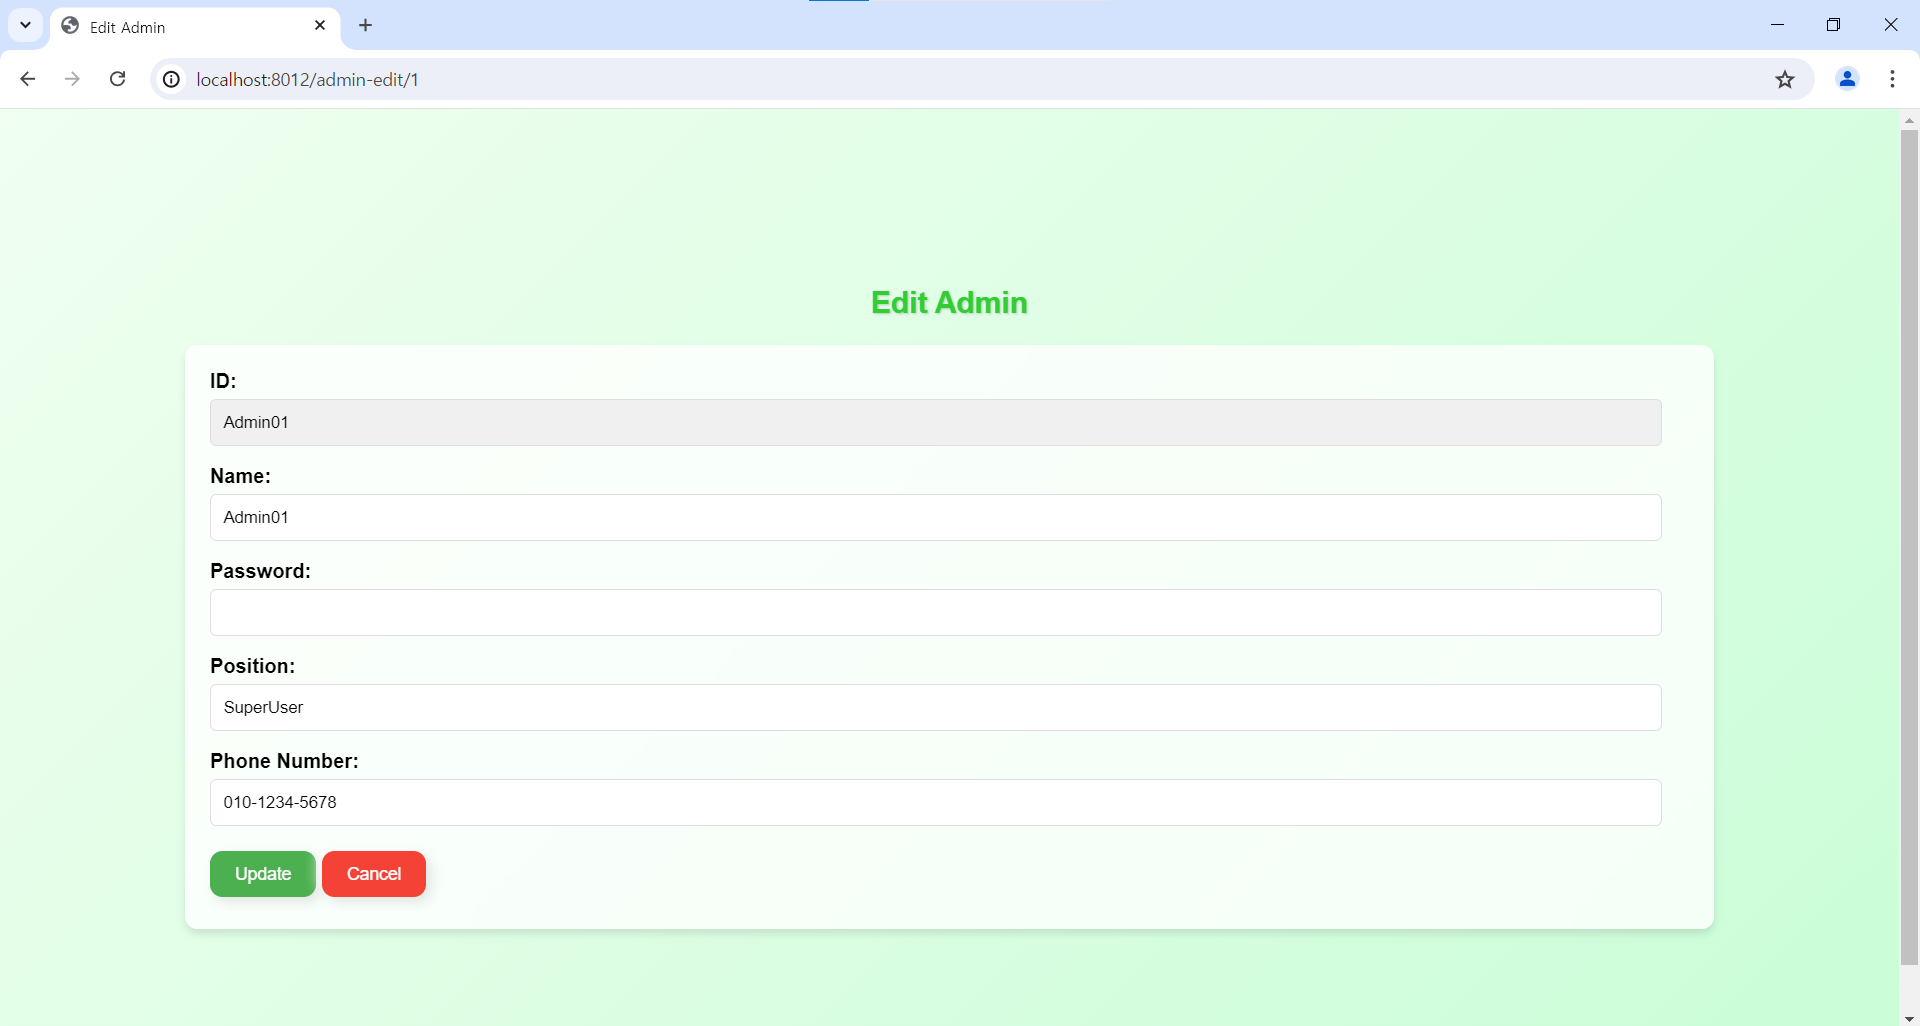 Edit Admin
localhost:8012/admin-edit/1
Edit Admin
ID:
Admin01
Name:
Admin01
Password:
Position:
SuperUser
Phone Number:
010-1234-5678
Update Cancel